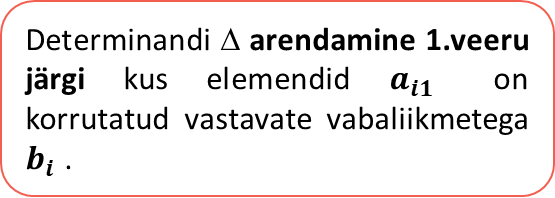 Determinandi Δ arendamine 1.veeru
järgi kus elemendid a_{i1} on
korrutatud vastavate vabaliikmetega
b_i .